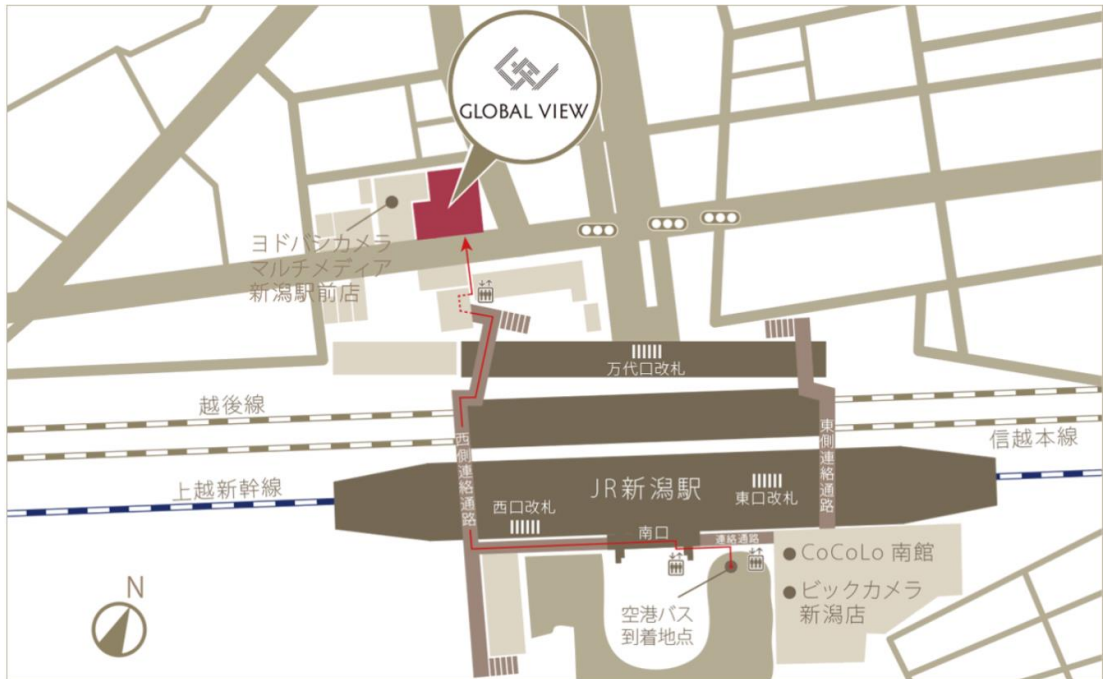 GLOBAL VIEW
ヨドバシカメラ
マルチメディア
新潟駅前店
万代口改札
越後線
信越本線
上越新幹線
西側連絡通路
東側連絡通路
JR新潟駅
西口改札
東口改札
南口
連絡通路
CoCoLo 南館
ビックカメラ
新潟店
空港バス
到着地点
N